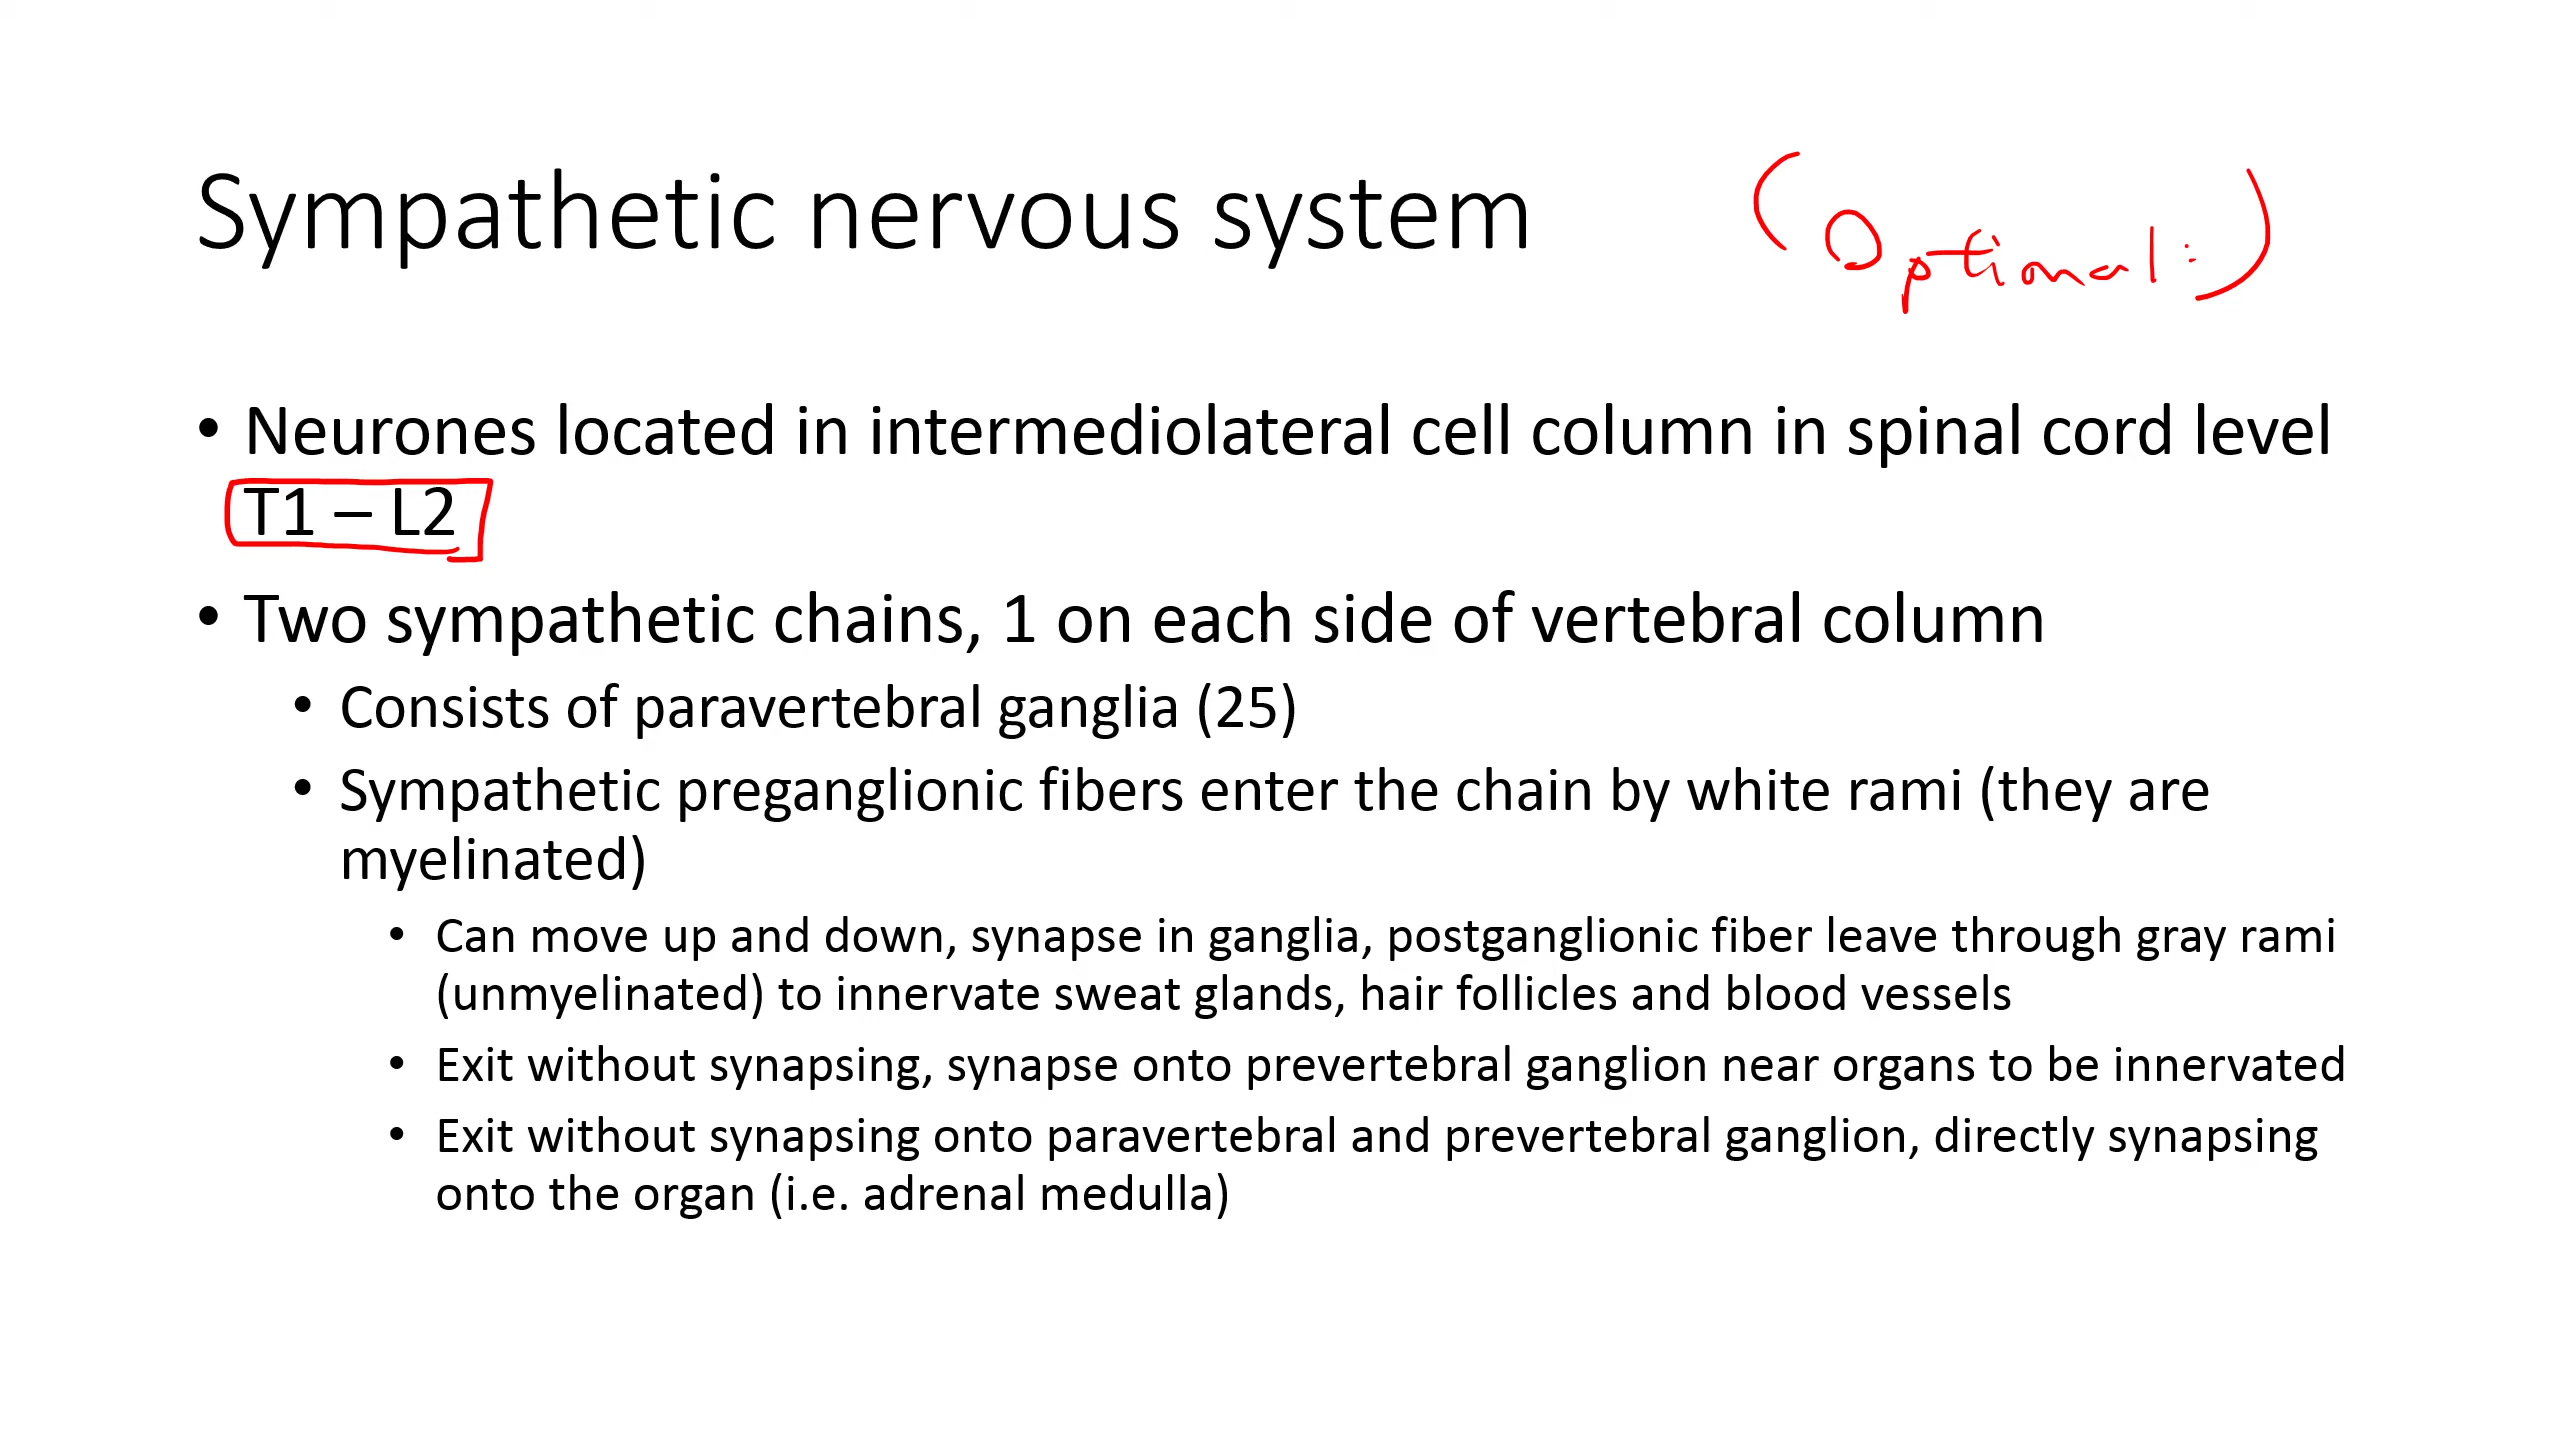 Sympathetic nervous system
(Optional:)
• Neurones located in intermediolateral cell column in spinal cord level
T1 – L2
• Two sympathetic chains, 1 on each side of vertebral column
• Consists of paravertebral ganglia (25)
• Sympathetic preganglionic fibers enter the chain by white rami (they are
myelinated)
• Can move up and down, synapse in ganglia, postganglionic fiber leave through gray rami
(unmyelinated) to innervate sweat glands, hair follicles and blood vessels
• Exit without synapsing, synapse onto prevertebral ganglion near organs to be innervated
• Exit without synapsing onto paravertebral and prevertebral ganglion, directly synapsing
onto the organ (i.e. adrenal medulla)